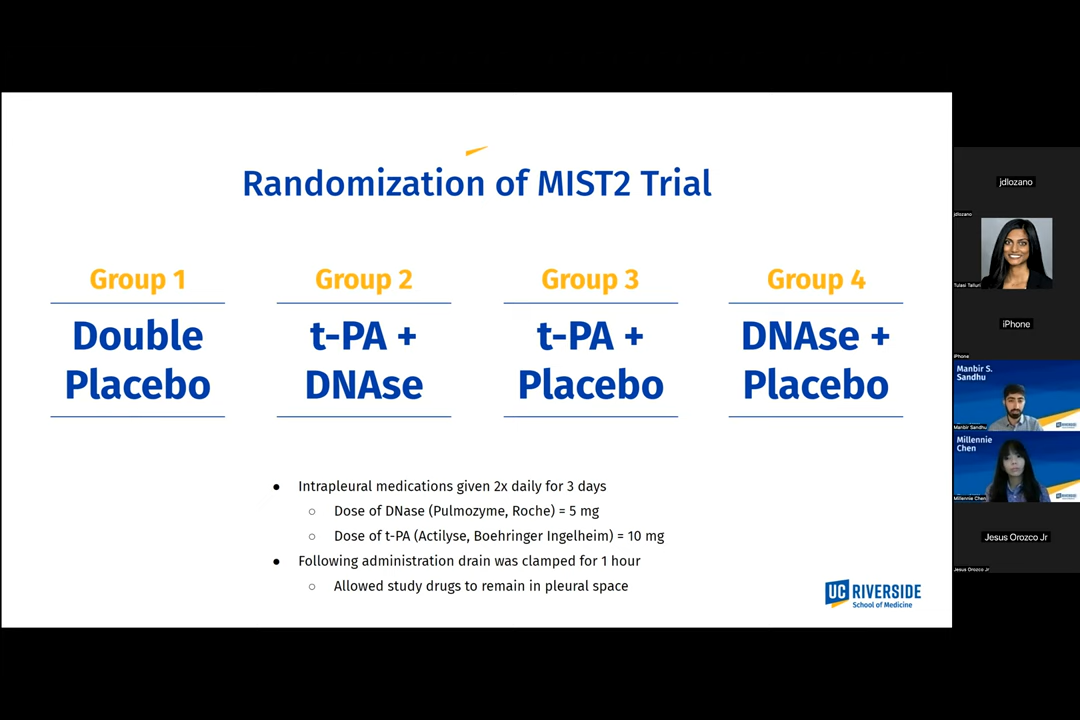 Randomization of MIST2 Trial
Group 1
Double
Placebo
Group 2
t-PA +
DNAse
Group 3
t-PA +
Placebo
Group 4
DNAse +
Placebo
● Intrapleural medications given 2x daily for 3 days
○ Dose of DNase (Pulmozyme, Roche) = 5 mg
○ Dose of t-PA (Actilyse, Boehringer Ingelheim) = 10 mg
● Following administration drain was clamped for 1 hour
○ Allowed study drugs to remain in pleural space
UC RIVERSIDE
School of Medicine
jdlozano
jdlozano
Tulasi Talluri
iPhone
iPhone
Manbir S.
Sandhu
Manbir Sandhu
Millennie
Chen
Millennie Chen
Jesus Orozco Jr
Jesus Orozco Jr